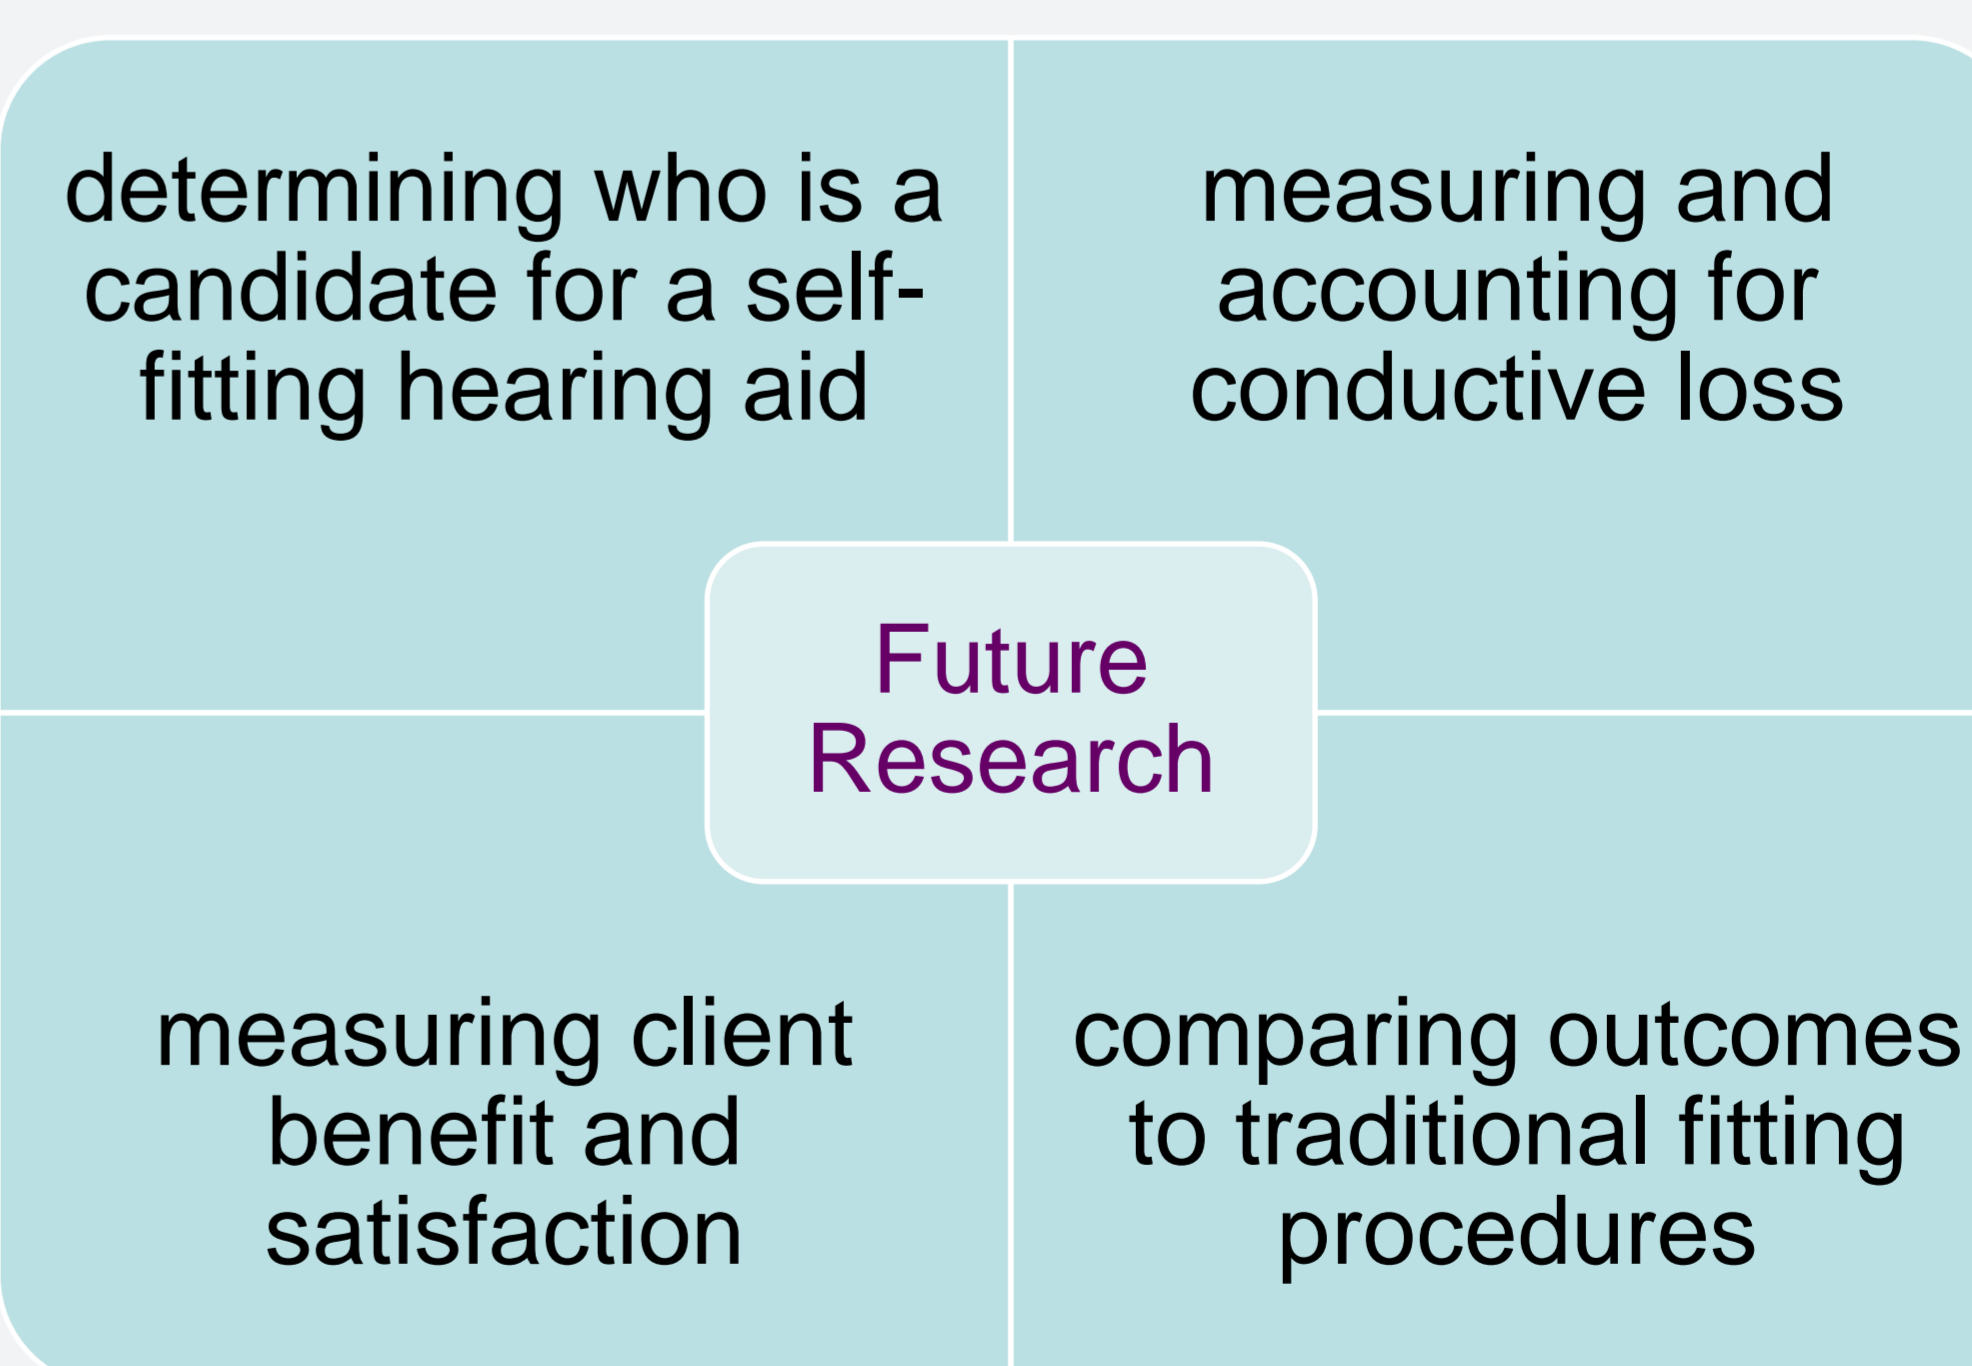 determining who is a
candidate for a self-
fitting hearing aid
measuring and
accounting for
conductive loss
Future
Research
measuring client
benefit and
satisfaction
comparing outcomes
to traditional fitting
procedures